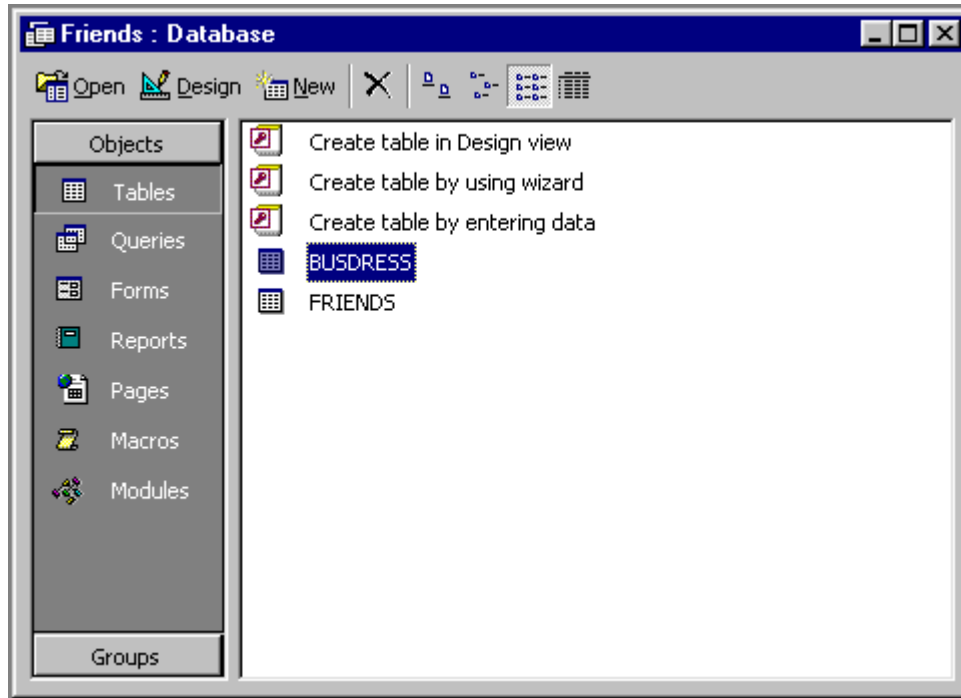 Friends : Database
Open Design New
Objects
Tables
Queries
Forms
Reports
Pages
Macros
Modules
Groups
Create table in Design view
Create table by using wizard
Create table by entering data
BUSDRESS
FRIENDS